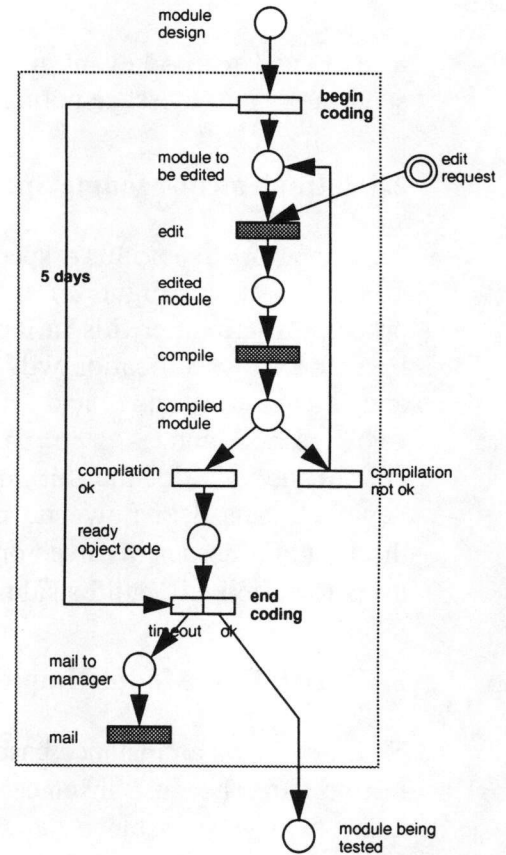 module
design
begin
coding
module to
be edited
edit
request
edit
5 days
edited
module
compile
compiled
module
compilation
ok
compilation
not ok
ready
object code
end
coding
timeout ok
mail to
manager
mail
module being
tested